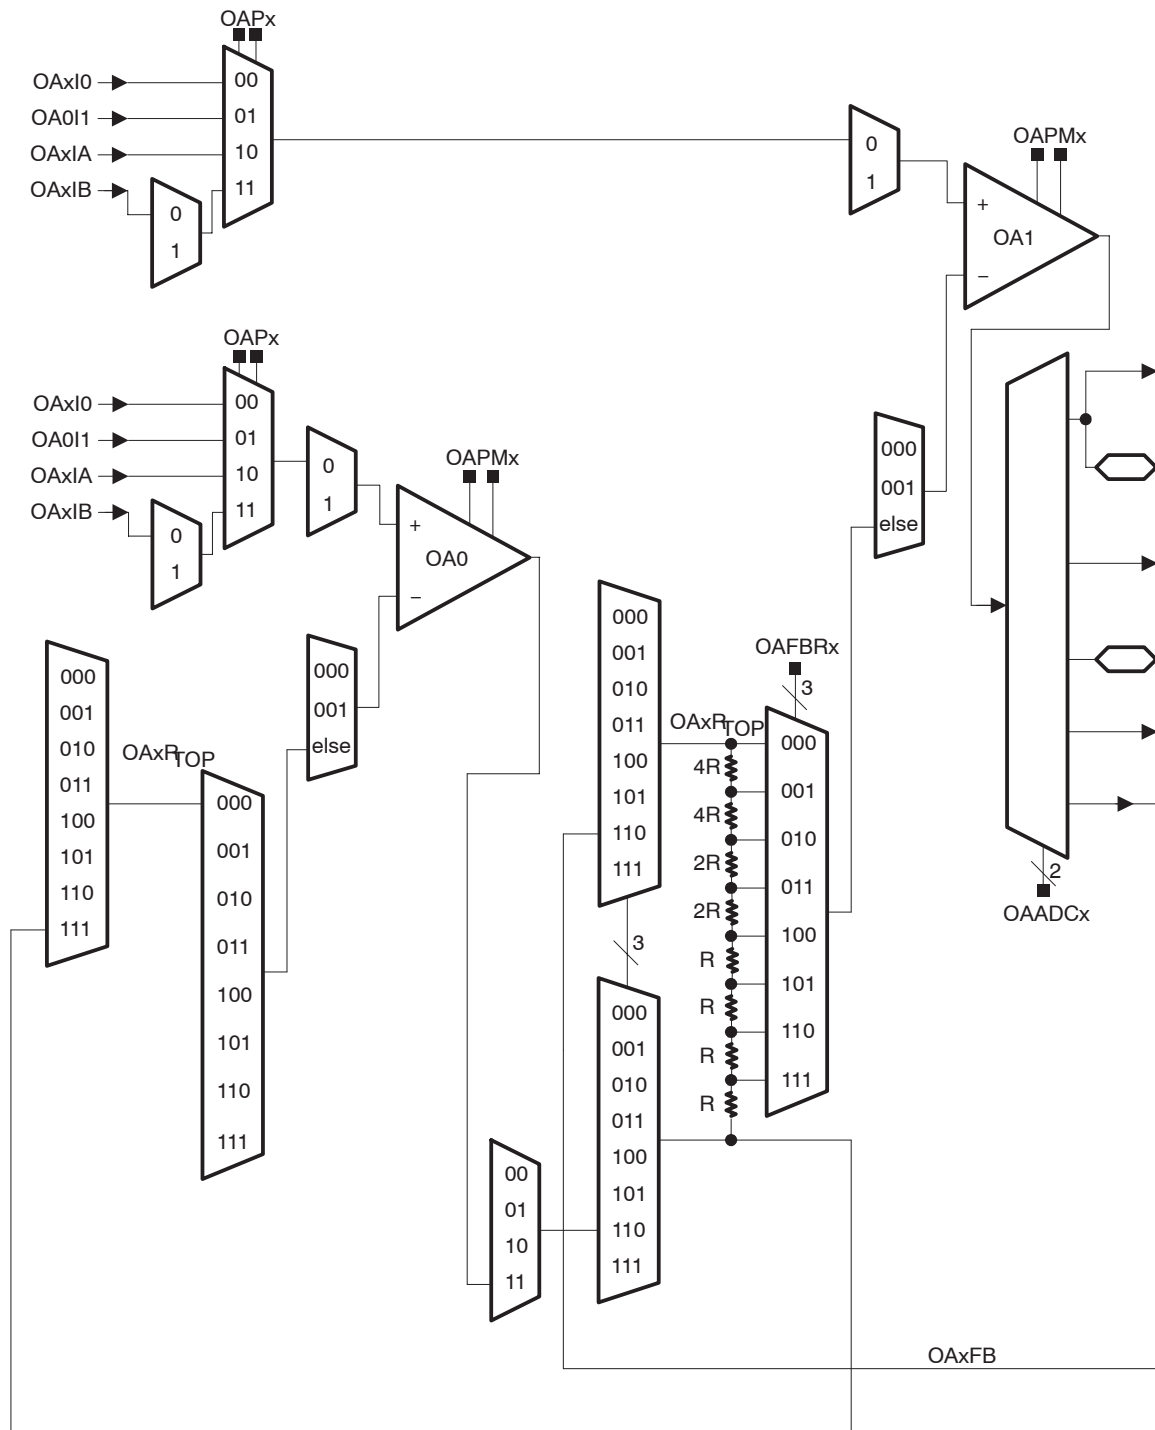 OAPx
OAxI0
00
OA0I1
01
OAxIA
10
OAxIB
11
0
1
0
1
OAPMx
+
OA1
–
OAPx
OAxI0
00
OA0I1
01
OAxIA
10
OAxIB
11
0
1
0
1
OAPMx
+
OA0
–
000
001
else
000
001
else
000
001
010
011
100
101
110
111
OAxRTOP
000
001
010
011
100
101
110
111
000
001
010
011
100
101
110
111
3
OAxRTOP
4R
4R
2R
2R
R
R
R
R
OAFBRx
3
000
001
010
011
100
101
110
111
2
OAADCx
000
001
010
011
100
101
110
111
00
01
10
11
OAxFB